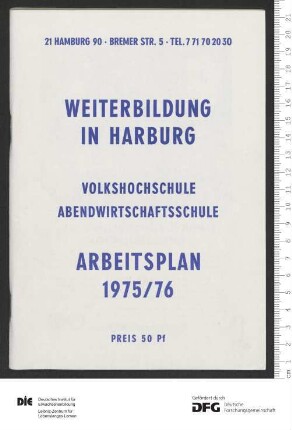 21 HAMBURG 90 · BREMER STR. 5 · TEL. 7 71 70 20 30
WEITERBILDUNG
IN HARBURG
VOLKSHOCHSCHULE
ABENDWIRTSCHAFTSSCHULE
ARBEITSPLAN
1975/76
PREIS 50 Pf
DIE
Deutsches Institut für
Erwachsenenbildung
Leibniz-Zentrum für
Lebenslanges Lernen
Gefördert durch
DFG
Deutsche
Forschungsgemeinschaft